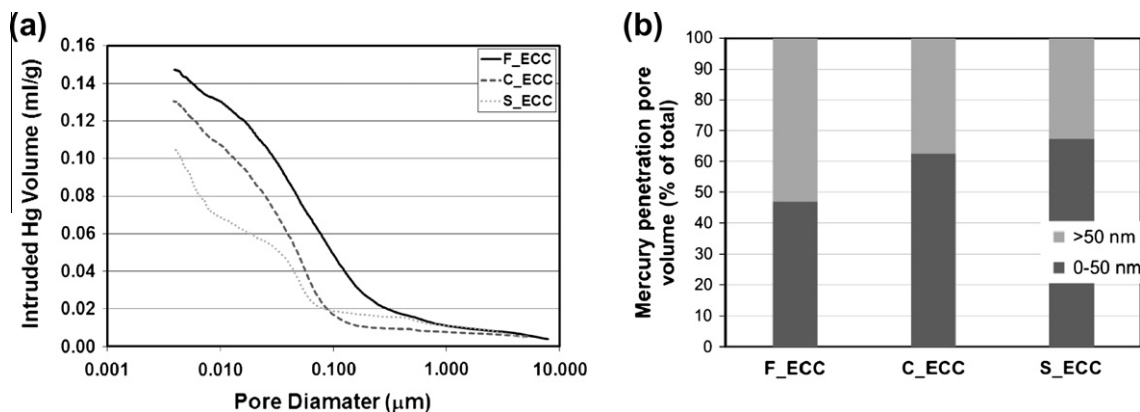 (a)
0.16
0.14
0.12
0.10
0.08
0.06
0.04
0.02
0.00
Intruded Hg Volume (ml/g)
F_ECC
C_ECC
S_ECC
0.001
0.010
0.100
1.000
10.000
Pore Diamater (μm)
(b)
100
90
80
70
60
50
40
30
20
10
0
Mercury penetration pore
volume (% of total)
>50 nm
0-50 nm
F_ECC
C_ECC
S_ECC